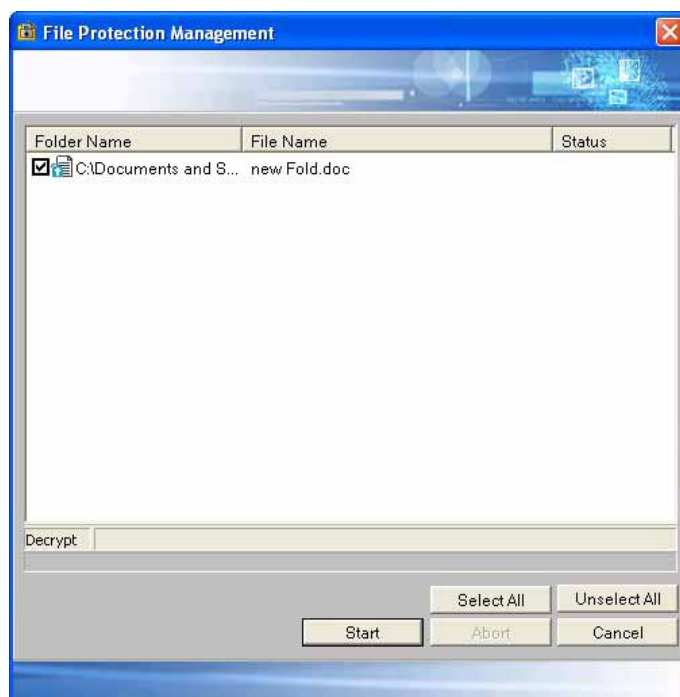 File Protection Management
Folder Name File Name Status
C:\Documents and S... new Fold.doc
Decrypt
Select All Unselect All
Start Abort Cancel